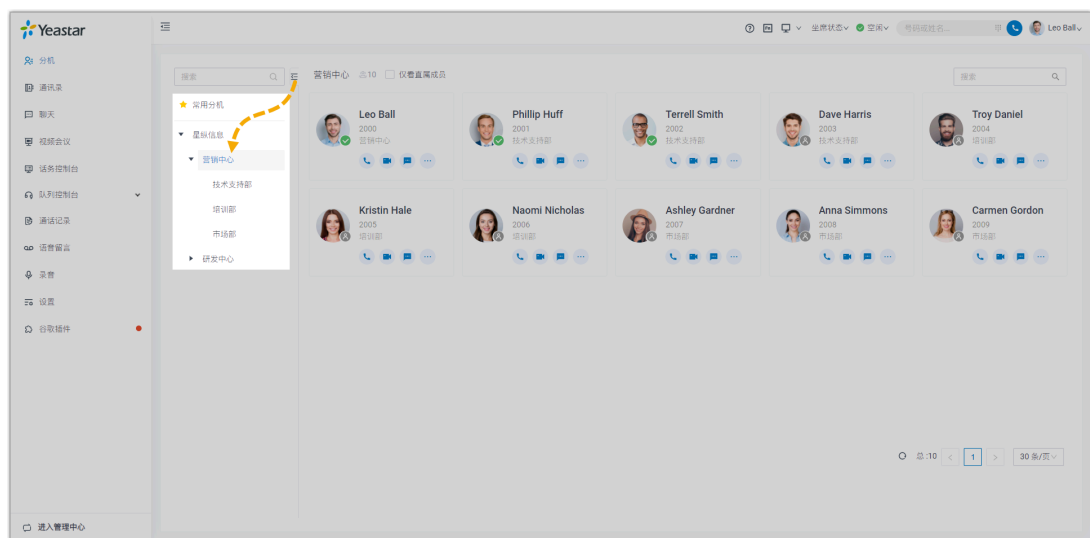 Yeastar
坐席状态
空闲
号码或姓名...
Leo Ball
分机
通讯录
聊天
视频会议
话务控制台
队列控制台
通话记录
语音留言
录音
设置
谷歌插件
进入管理中心
搜索
常用分机
星纵信息
营销中心
技术支持部
培训部
市场部
研发中心
营销中心 10 仅看直属成员
搜索
Leo Ball
2000
营销中心
Phillip Huff
2001
技术支持部
Terrell Smith
2002
技术支持部
Dave Harris
2003
技术支持部
Troy Daniel
2004
培训部
Kristin Hale
2005
培训部
Naomi Nicholas
2006
培训部
Ashley Gardner
2007
市场部
Anna Simmons
2008
市场部
Carmen Gordon
2009
市场部
总:10 < 1 > 30 条/页